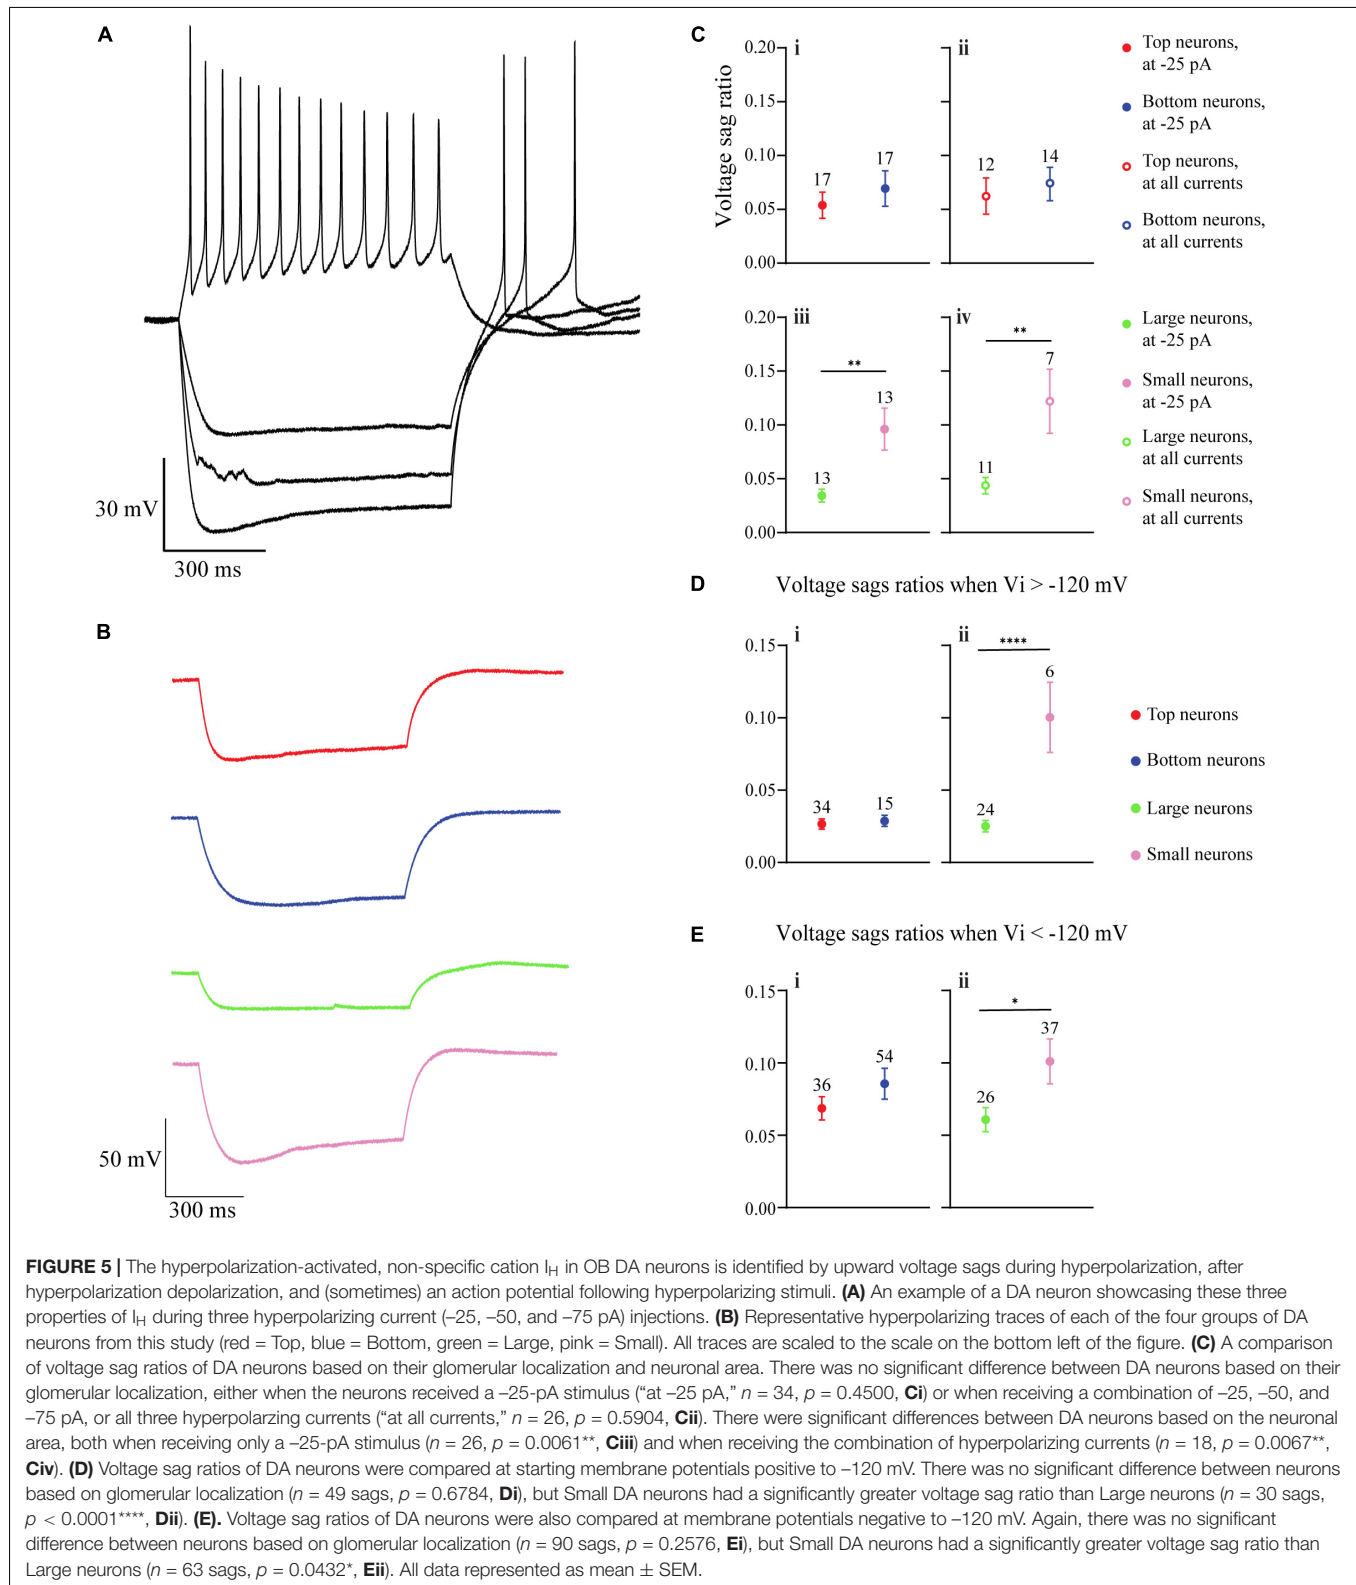 A
30 mV
300 ms
B
50 mV
300 ms
C
Voltage sag ratio
i
0.20
0.15
0.10
0.05
0.00
17
17
ii
12
14
Top neurons,
at -25 pA
Bottom neurons,
at -25 pA
Top neurons,
at all currents
Bottom neurons,
at all currents
iii
0.20
0.15
0.10
0.05
0.00
**
13
13
iv
**
11
7
Large neurons,
at -25 pA
Small neurons,
at -25 pA
Large neurons,
at all currents
Small neurons,
at all currents
D
Voltage sags ratios when Vi > -120 mV
i
0.15
0.10
0.05
0.00
34
15
ii
****
24
6
Top neurons
Bottom neurons
Large neurons
Small neurons
E
Voltage sags ratios when Vi < -120 mV
i
0.15
0.10
0.05
0.00
36
54
ii
*
26
37
FIGURE 5 | The hyperpolarization-activated, non-specific cation IH in OB DA neurons is identified by upward voltage sags during hyperpolarization, after
hyperpolarization depolarization, and (sometimes) an action potential following hyperpolarizing stimuli. (A) An example of a DA neuron showcasing these three
properties of IH during three hyperpolarizing current (–25, –50, and –75 pA) injections. (B) Representative hyperpolarizing traces of each of the four groups of DA
neurons from this study (red = Top, blue = Bottom, green = Large, pink = Small). All traces are scaled to the scale on the bottom left of the figure. (C) A comparison
of voltage sag ratios of DA neurons based on their glomerular localization and neuronal area. There was no significant difference between DA neurons based on their
glomerular localization, either when the neurons received a –25-pA stimulus (“at –25 pA,” n = 34, p = 0.4500, Ci) or when receiving a combination of –25, –50, and
–75 pA, or all three hyperpolarzing currents (“at all currents,” n = 26, p = 0.5904, Cii). There were significant differences between DA neurons based on the neuronal
area, both when receiving only a –25-pA stimulus (n = 26, p = 0.0061**, Ciii) and when receiving the combination of hyperpolarizing currents (n = 18, p = 0.0067**,
Civ). (D) Voltage sag ratios of DA neurons were compared at starting membrane potentials positive to –120 mV. There was no significant difference between neurons
based on glomerular localization (n = 49 sags, p = 0.6784, Di), but Small DA neurons had a significantly greater voltage sag ratio than Large neurons (n = 30 sags,
p < 0.0001****, Dii). (E). Voltage sag ratios of DA neurons were also compared at membrane potentials negative to –120 mV. Again, there was no significant
difference between neurons based on glomerular localization (n = 90 sags, p = 0.2576, Ei), but Small DA neurons had a significantly greater voltage sag ratio than
Large neurons (n = 63 sags, p = 0.0432*, Eii). All data represented as mean ± SEM.